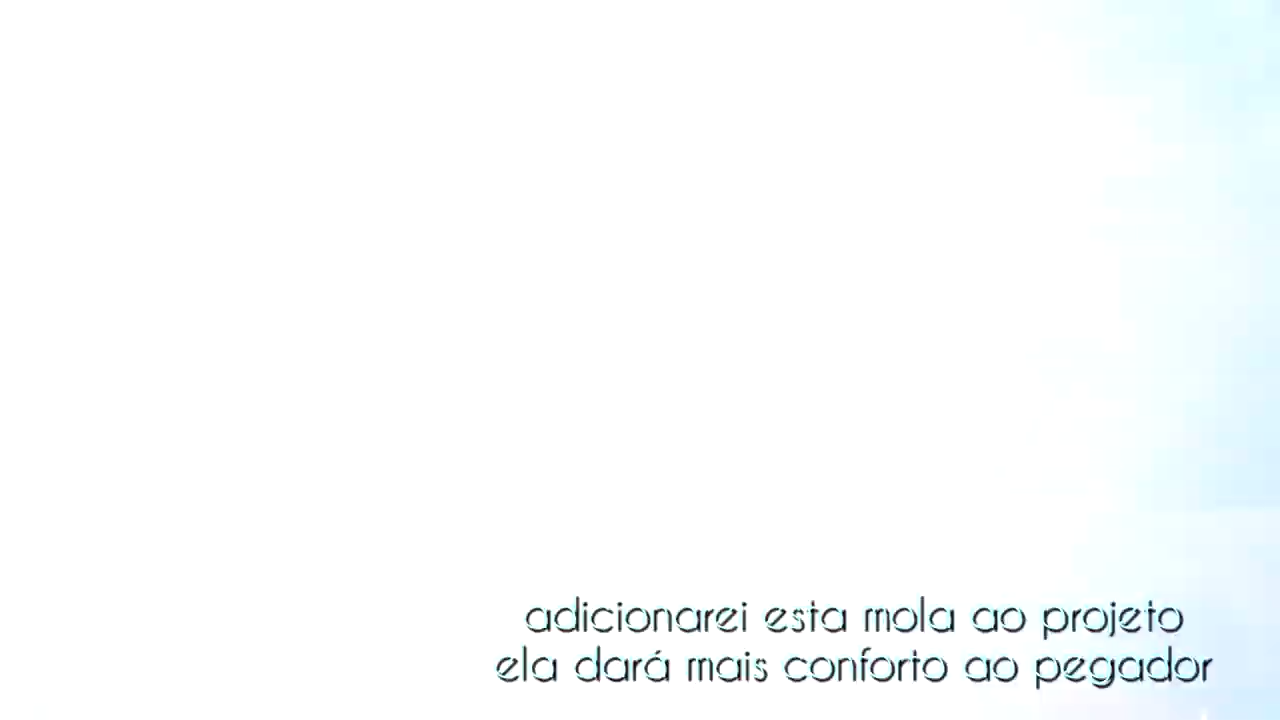 adicionarei esta mola ao projeto
ela dará mais conforto ao pegador